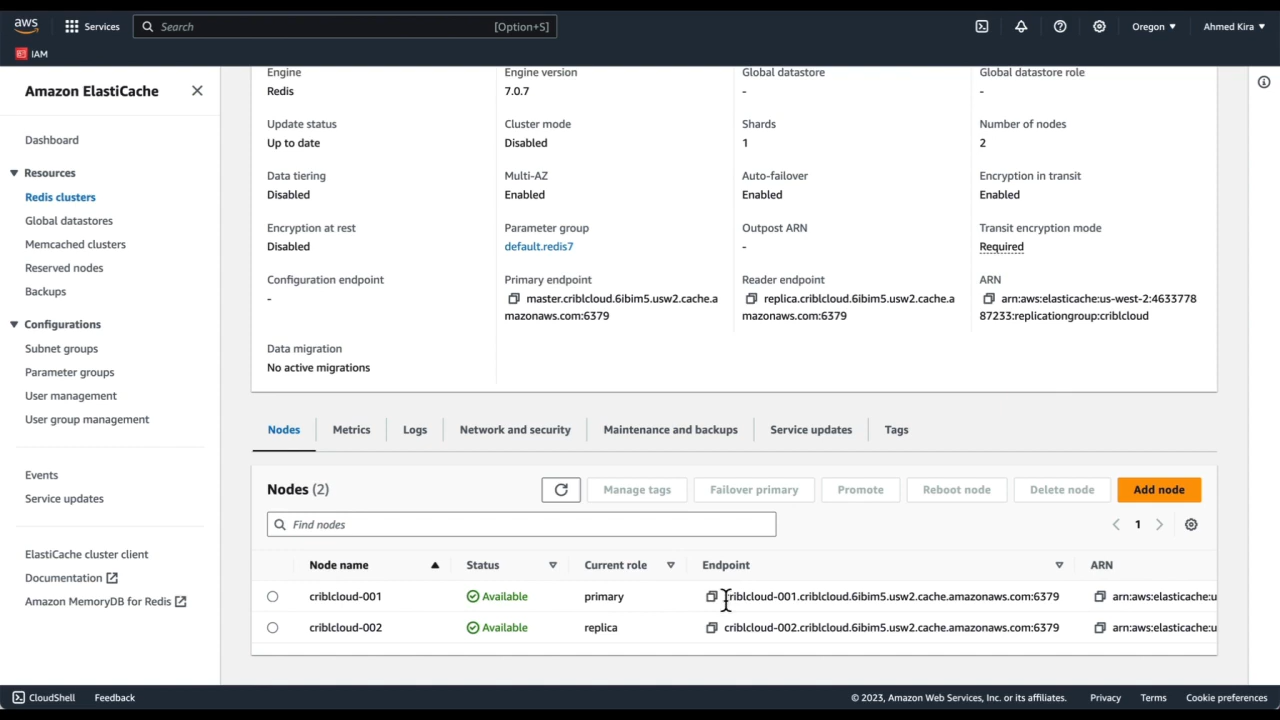 aws
Services
Search
[Option+S]
Oregon
Ahmed Kira
IAM
Amazon ElastiCache
Dashboard
Resources
Redis clusters
Global datastores
Memcached clusters
Reserved nodes
Backups
Configurations
Subnet groups
Parameter groups
User management
User group management
Events
Service updates
ElastiCache cluster client
Documentation
Amazon MemoryDB for Redis
Engine
Redis
Engine version
7.0.7
Global datastore
-
Global datastore role
-
Update status
Up to date
Cluster mode
Disabled
Shards
1
Number of nodes
2
Data tiering
Disabled
Multi-AZ
Enabled
Auto-failover
Enabled
Encryption in transit
Enabled
Encryption at rest
Disabled
Parameter group
default.redis7
Outpost ARN
-
Transit encryption mode
Required
Configuration endpoint
-
Primary endpoint
master.criblcloud.6ibim5.usw2.cache.a
mazonaws.com:6379
Reader endpoint
replica.criblcloud.6ibim5.usw2.cache.a
mazonaws.com:6379
ARN
arn:aws:elasticache:us-west-2:4633778
87233:replicationgroup:criblcloud
Data migration
No active migrations
Nodes
Metrics
Logs
Network and security
Maintenance and backups
Service updates
Tags
Nodes (2)
Manage tags
Failover primary
Promote
Reboot node
Delete node
Add node
Find nodes
1
Node name
Status
Current role
Endpoint
ARN
criblcloud-001
Available
primary
criblcloud-001.criblcloud.6ibim5.usw2.cache.amazonaws.com:6379
arn:aws:elasticache:u
criblcloud-002
Available
replica
criblcloud-002.criblcloud.6ibim5.usw2.cache.amazonaws.com:6379
arn:aws:elasticache:u
CloudShell
Feedback
© 2023, Amazon Web Services, Inc. or its affiliates.
Privacy
Terms
Cookie preferences